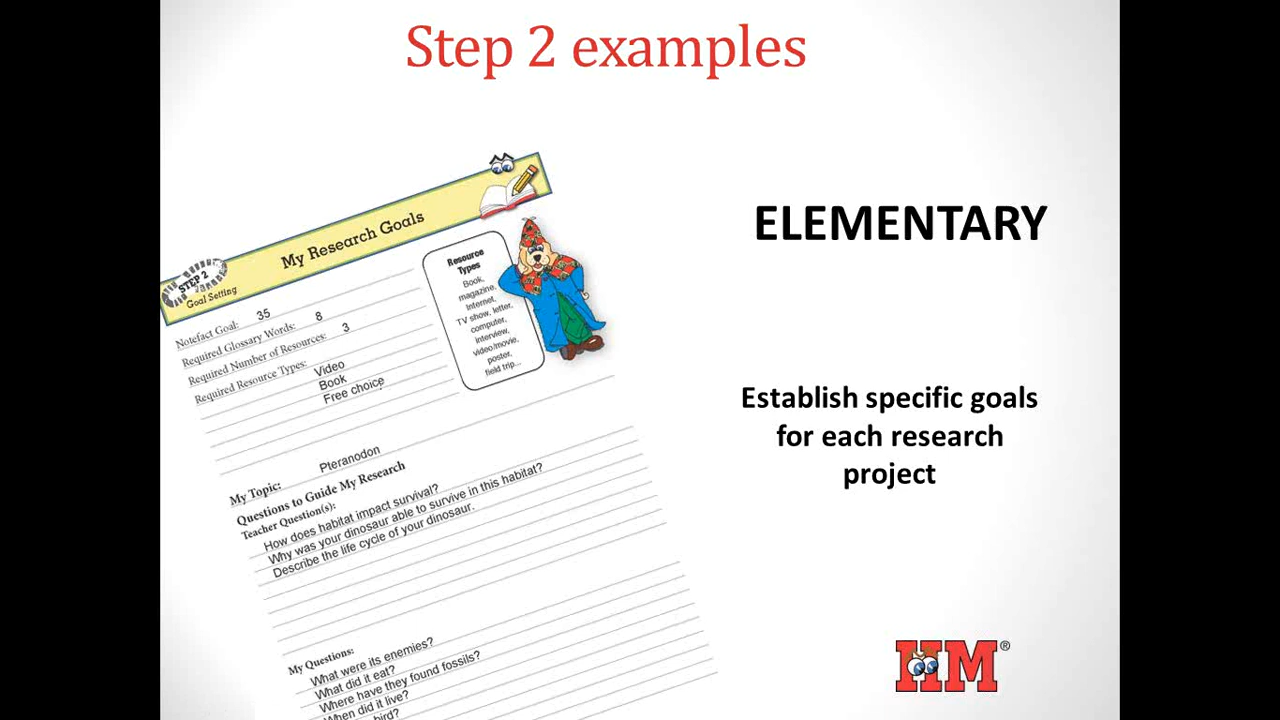 Step 2 examples
My Research Goals
STEP 2
Goal Setting
Notefact Goal: 35
Required Glossary Words: 8
Required Number of Resources: 3
Required Resource Types: Video
Book
Free choice
Resource
Types
Book,
magazine,
Internet,
TV show, letter,
computer,
interview,
video/movie,
poster,
field trip...
My Topic: Pteranodon
Questions to Guide My Research
Teacher Question(s):
How does habitat impact survival?
Why was your dinosaur able to survive in this habitat?
Describe the life cycle of your dinosaur.
My Questions:
What were its enemies?
What did it eat?
Where have they found fossils?
When did it live?
bird?
ELEMENTARY
Establish specific goals
for each research
project
HM®